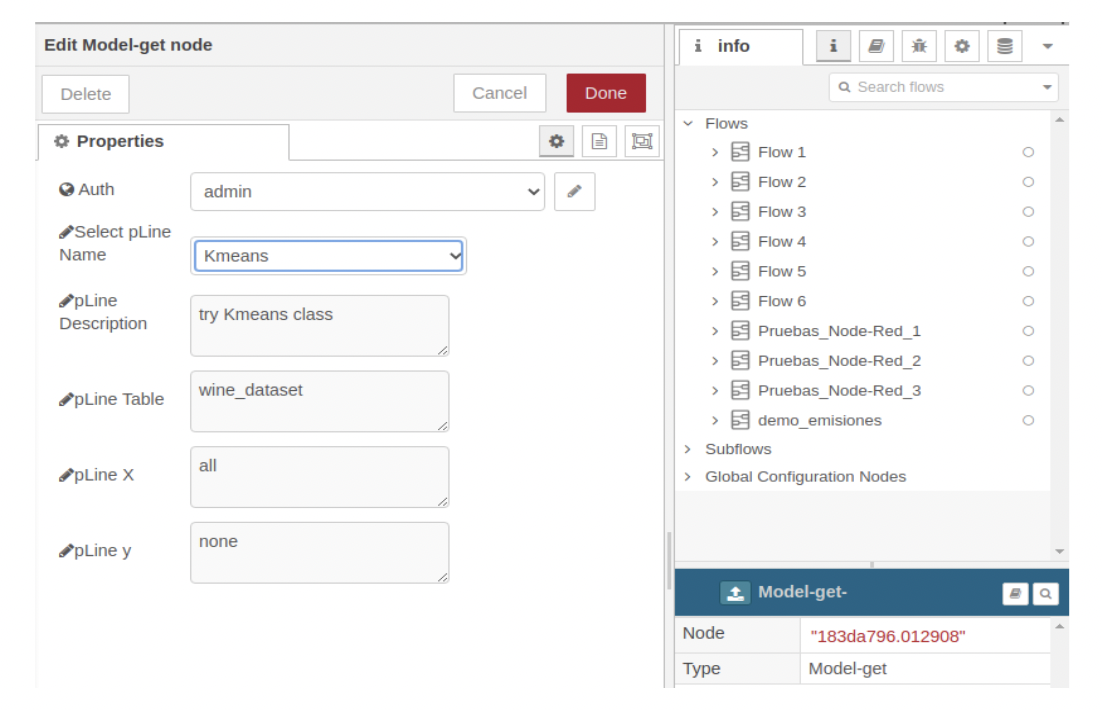 Edit Model-get node
Delete
Cancel
Done
Properties
Auth
admin
Select pLine
Name
Kmeans
pLine
Description
try Kmeans class
pLine Table
wine_dataset
pLine X
all
pLine y
none
i info
i
Search flows
Flows
Flow 1
Flow 2
Flow 3
Flow 4
Flow 5
Flow 6
Pruebas_Node-Red_1
Pruebas_Node-Red_2
Pruebas_Node-Red_3
demo_emisiones
Subflows
Global Configuration Nodes
Model-get-
Node "183da796.012908"
Type Model-get